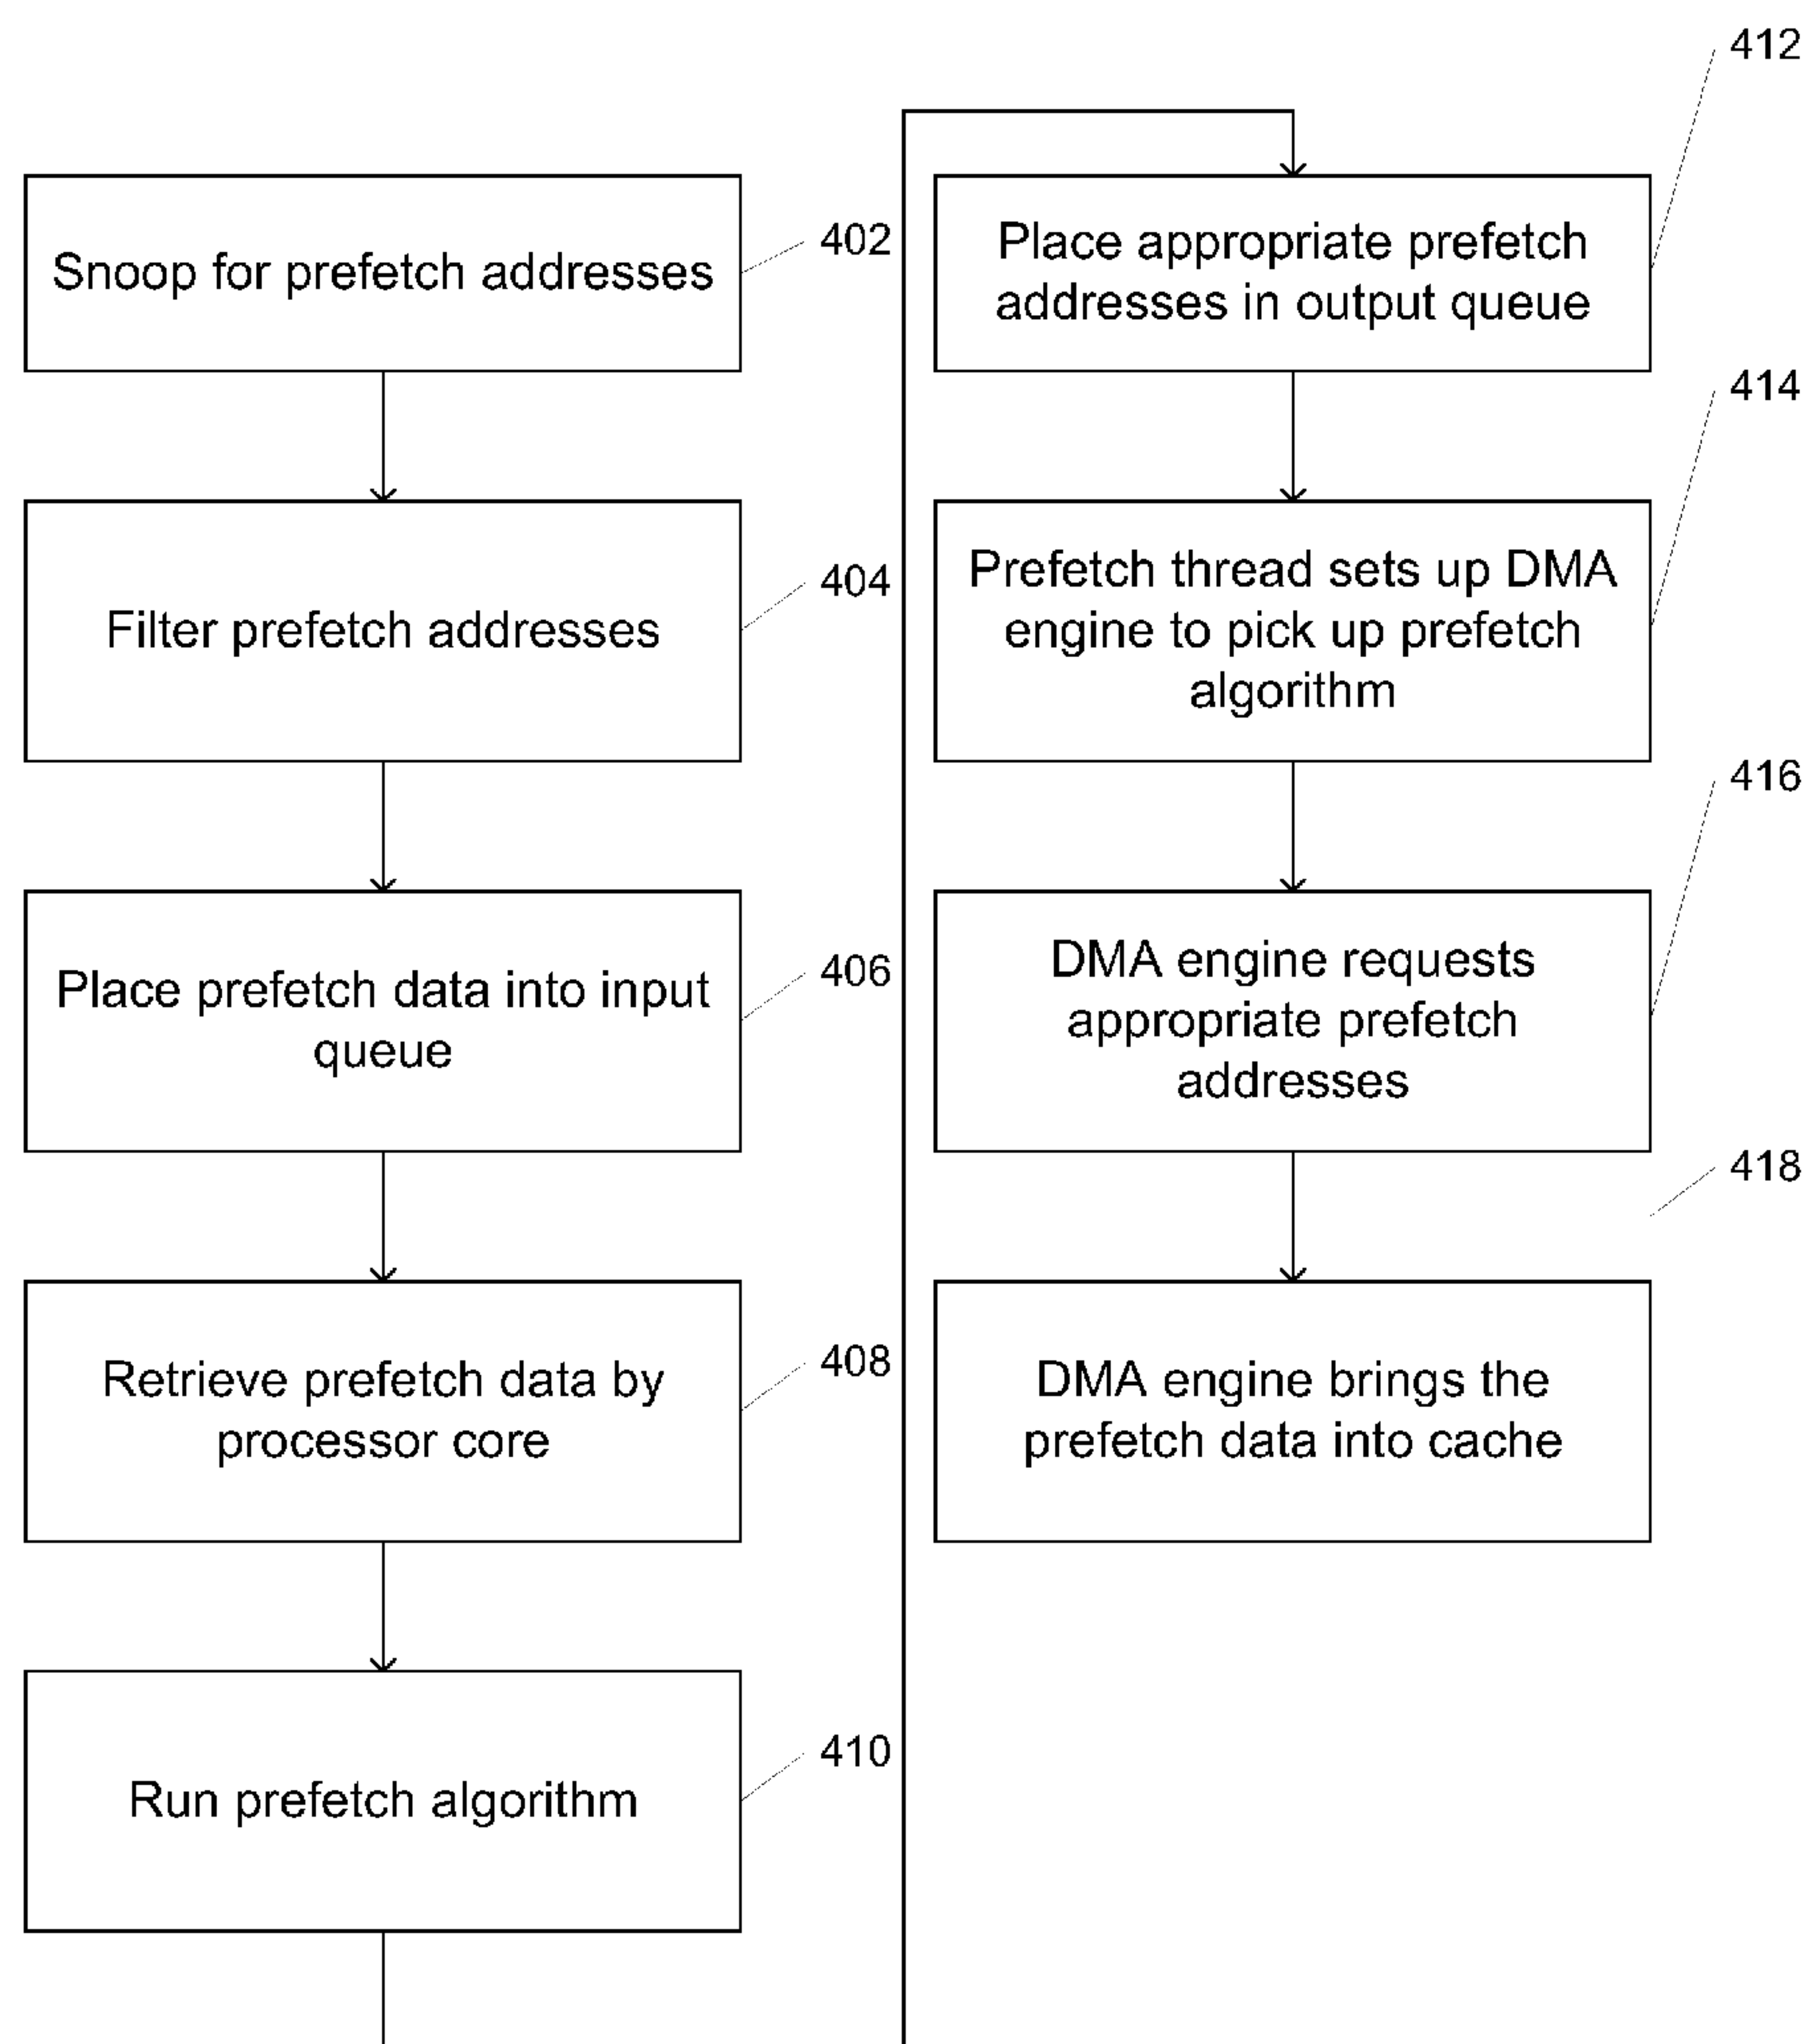 Snoop for prefetch addresses
402
Filter prefetch addresses
404
Place prefetch data into input
queue
406
Retrieve prefetch data by
processor core
408
Run prefetch algorithm
410
Place appropriate prefetch
addresses in output queue
412
Prefetch thread sets up DMA
engine to pick up prefetch
algorithm
414
DMA engine requests
appropriate prefetch
addresses
416
DMA engine brings the
prefetch data into cache
418